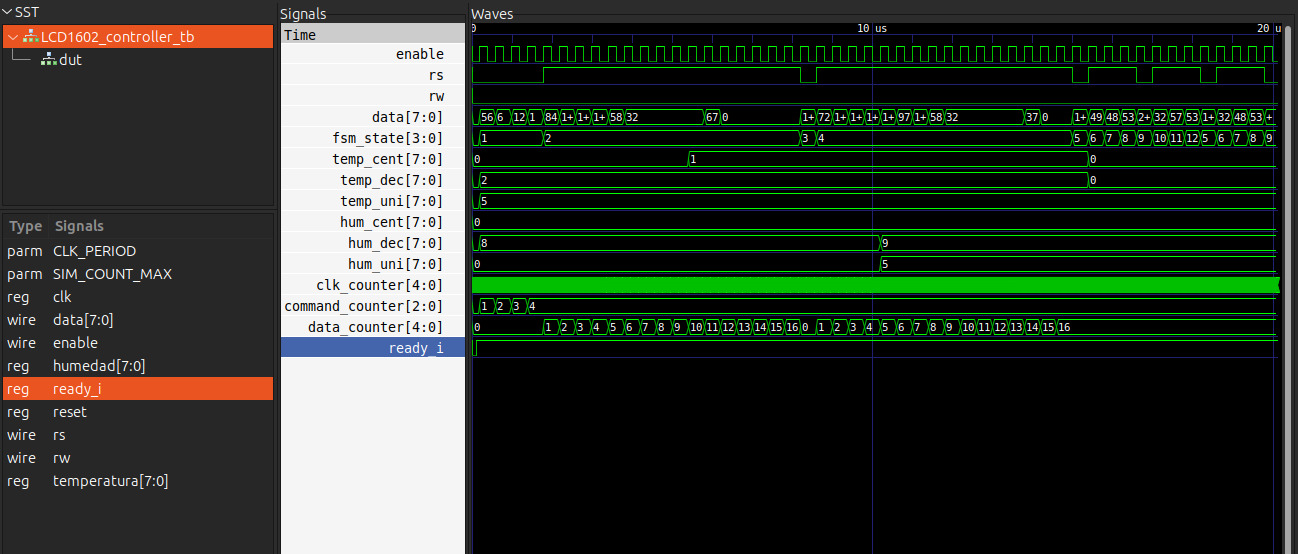 SST
LCD1602_controller_tb
dut
Type Signals
parm CLK_PERIOD
parm SIM_COUNT_MAX
reg clk
wire data[7:0]
wire enable
reg humedad[7:0]
reg ready_i
reg reset
wire rs
wire rw
reg temperatura[7:0]
Signals
Time
enable
rs
rw
data[7:0]
fsm_state[3:0]
temp_cent[7:0]
temp_dec[7:0]
temp_uni[7:0]
hum_cent[7:0]
hum_dec[7:0]
hum_uni[7:0]
clk_counter[4:0]
command_counter[2:0]
data_counter[4:0]
ready_i
Waves
0 10 us 20 u
56 6 12 1 84 1+ 1+ 1+ 58 32 67 0 1+ 72 1+ 1+ 1+ 1+ 97 1+ 58 32 37 0 1+ 49 48 53 2+ 32 57 53 1+ 32 48 53 +
1 2 3 4 5 6 7 8 9 10 11 12 5 6 7 8 9
0 1 0
2 0
5
0
8 9
0 5
1 2 3 4
0 1 2 3 4 5 6 7 8 9 10 11 12 13 14 15 16 0 1 2 3 4 5 6 7 8 9 10 11 12 13 14 15 16